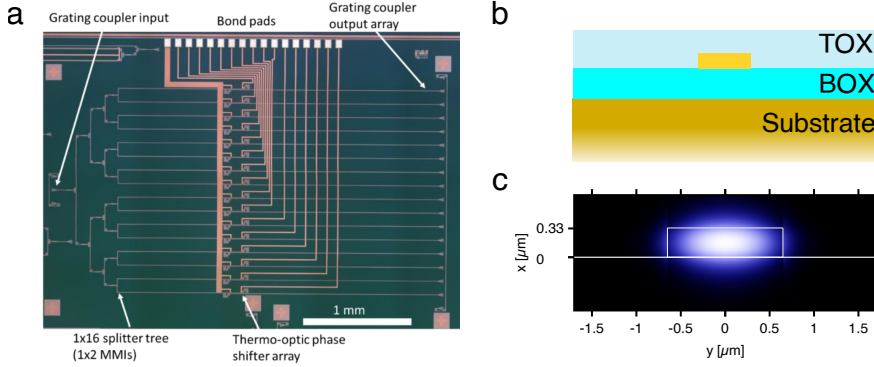 a
Grating coupler input
Bond pads
Grating coupler
output array
1 mm
1x16 splitter tree
(1x2 MMIs)
Thermo-optic phase
shifter array
b
TOX
BOX
Substrate
c
x [µm]
0.33
0
-1.5
-1
-0.5
0
0.5
1
1.5
y [µm]